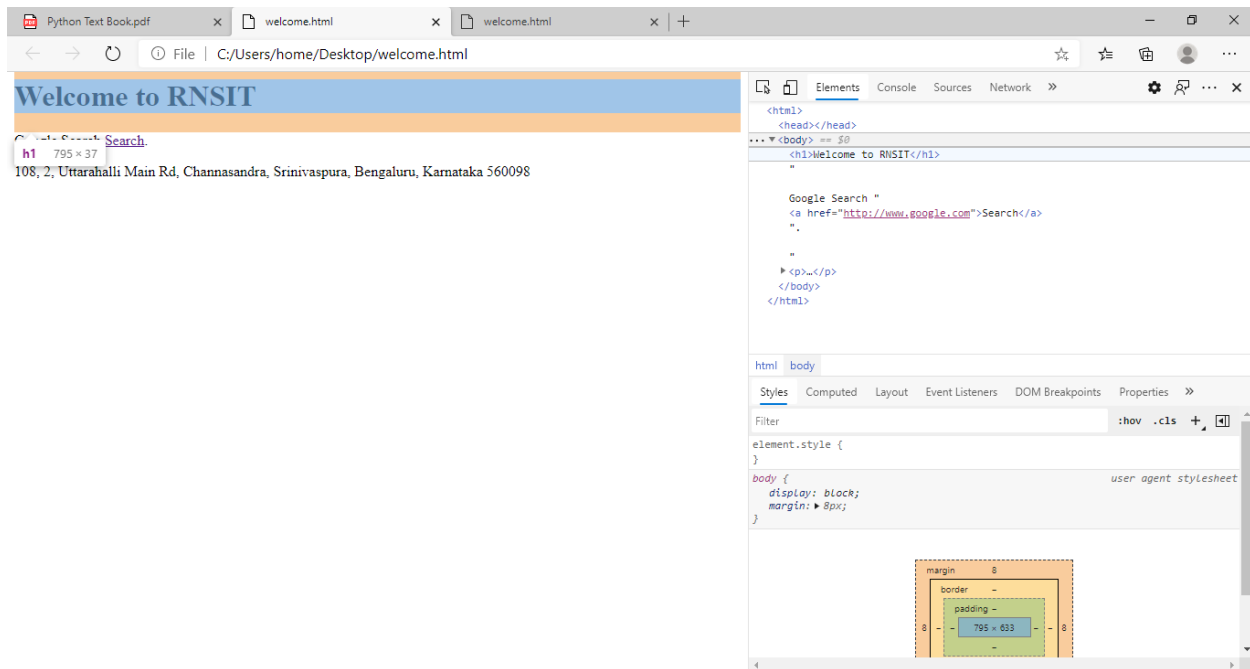 Python Text Book.pdf
welcome.html
welcome.html
File C:/Users/home/Desktop/welcome.html
Welcome to RNSIT
Search.
h1 795 × 37
108, 2, Uttarahalli Main Rd, Channasandra, Srinivaspura, Bengaluru, Karnataka 560098
Elements Console Sources Network »
<html>
<head></head>
... ▼<body> == $0
<h1>Welcome to RNSIT</h1>
"
Google Search "
<a href="http://www.google.com">Search</a>
".
"
▶<p>…</p>
</body>
</html>
html body
Styles Computed Layout Event Listeners DOM Breakpoints Properties »
Filter :hov .cls +
element.style {
}
body { user agent stylesheet
display: block;
margin: ▶ 8px;
}
margin 8
border –
padding –
8 – – 795 × 633 – – 8
–